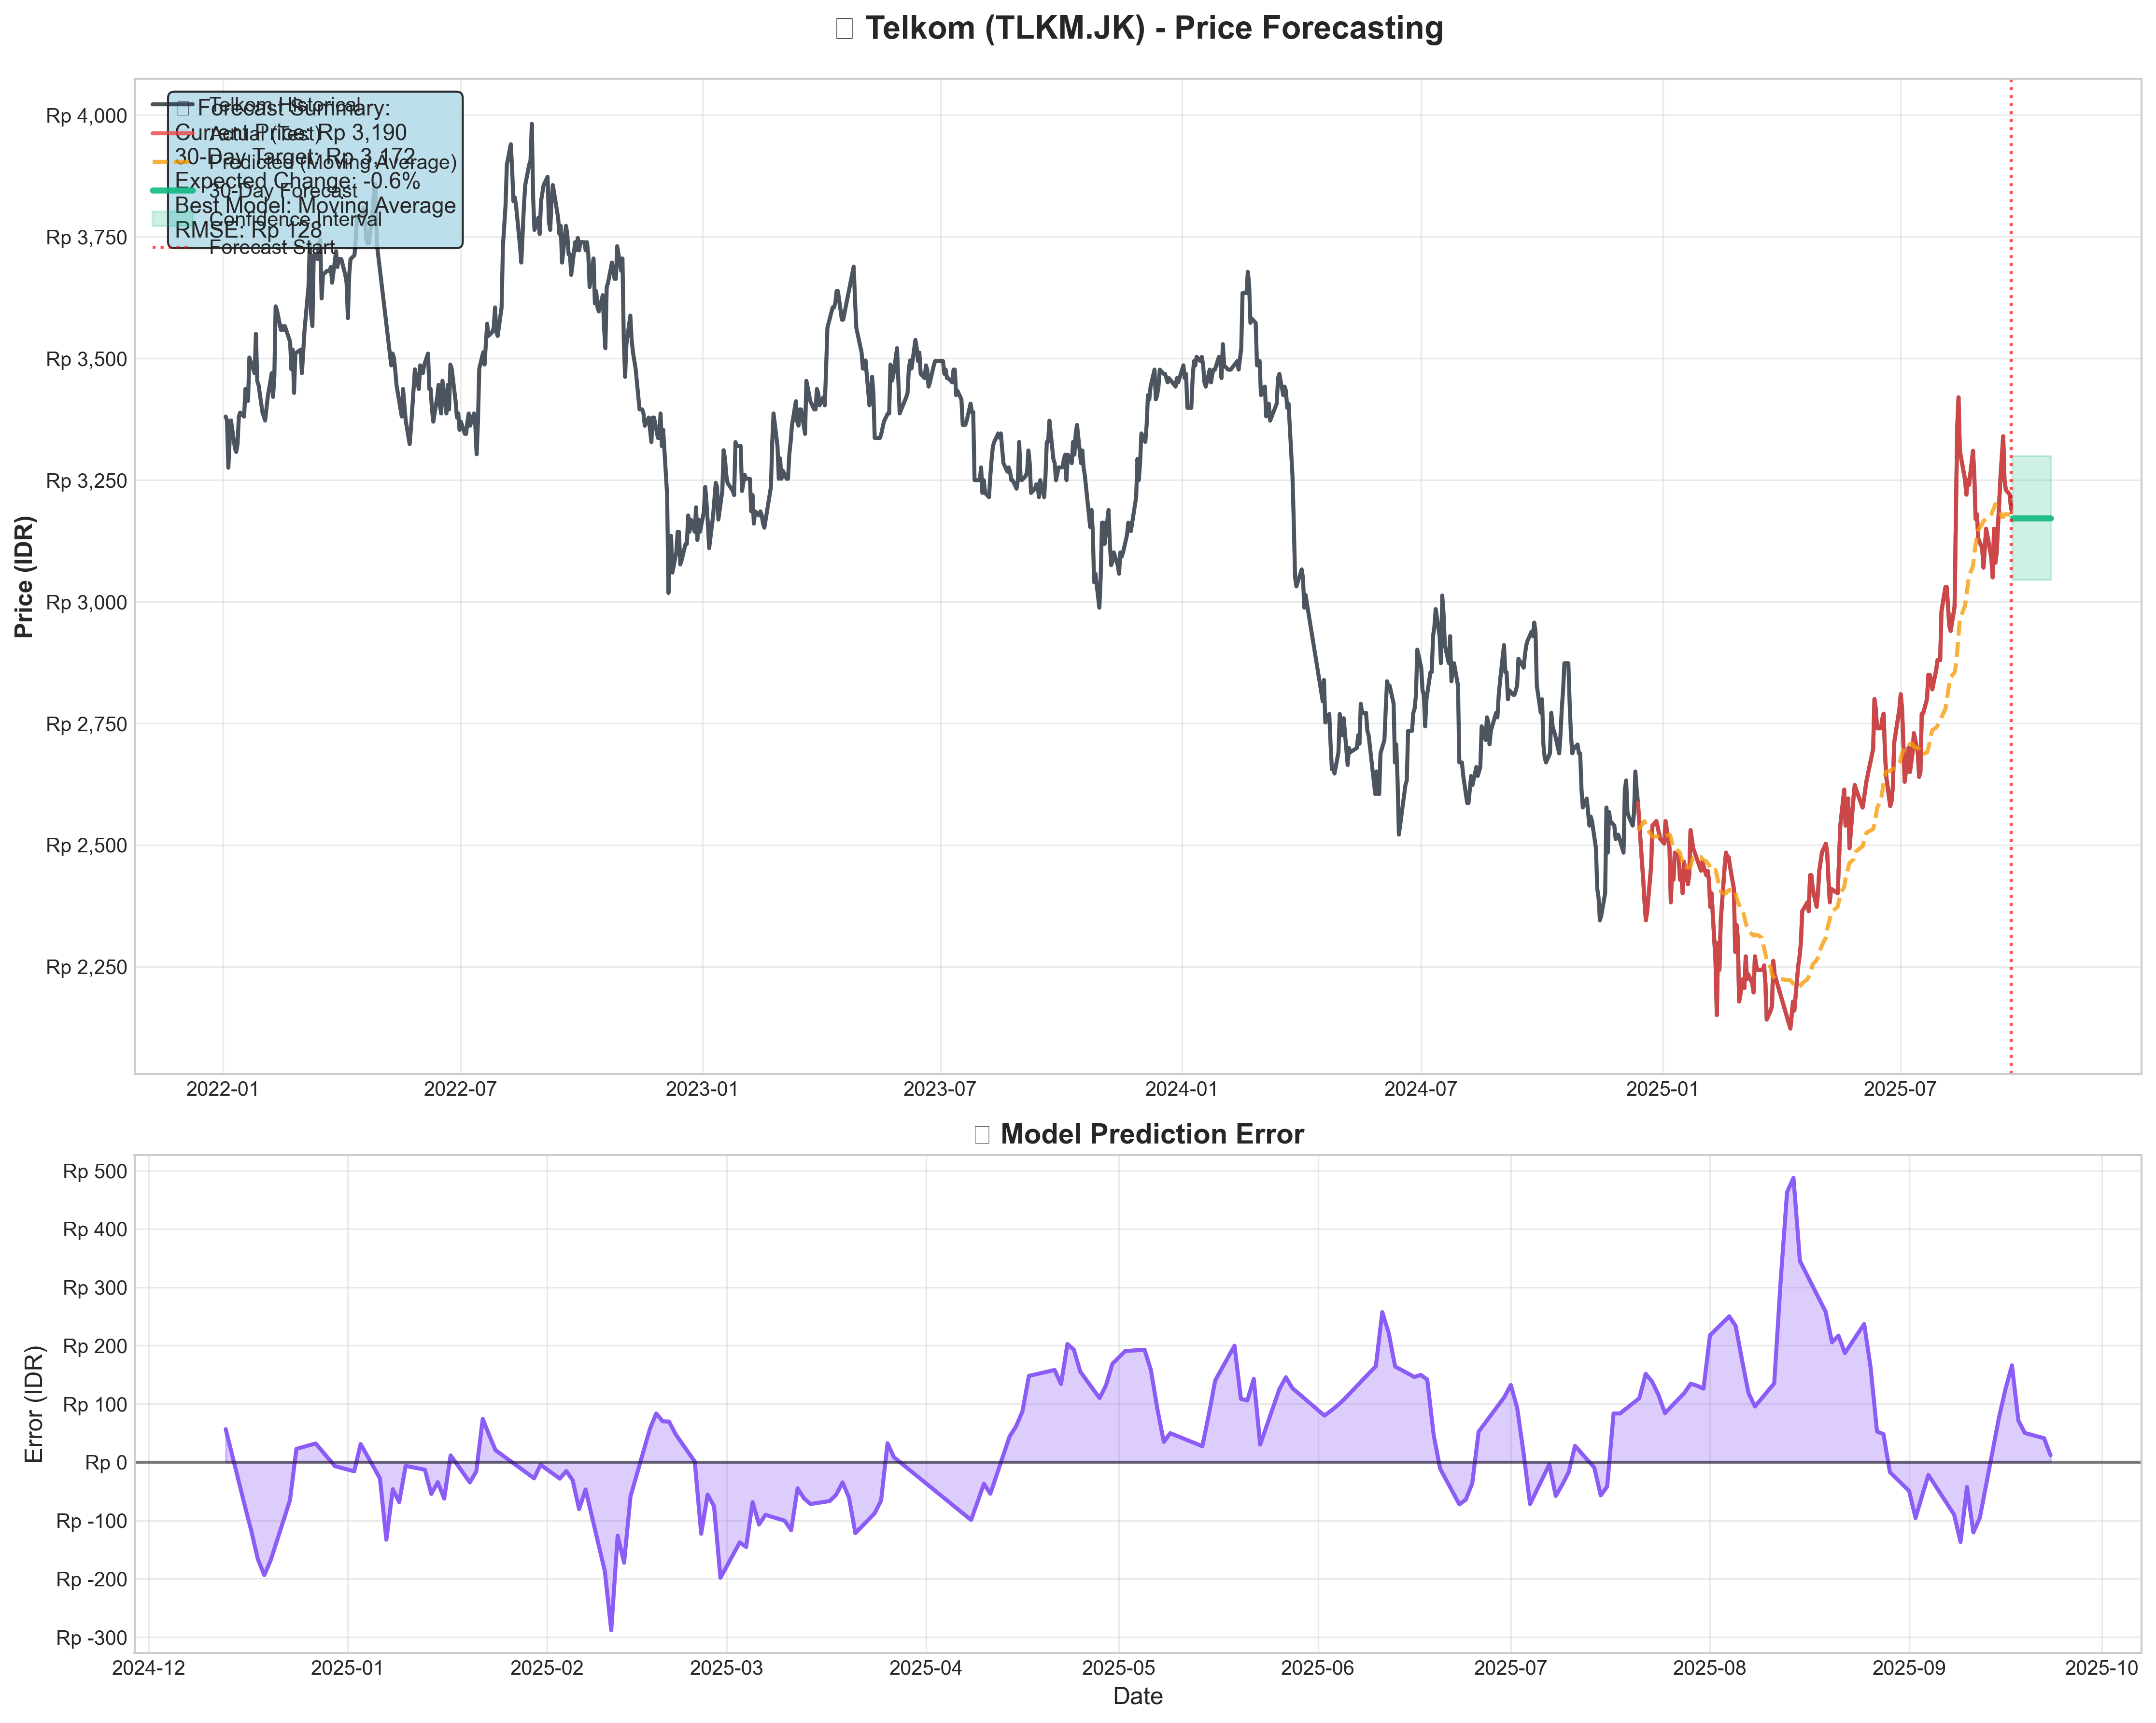 Telkom (TLKM.JK) - Price Forecasting
Telkom Historical
Actual (Test)
Predicted (Moving Average)
30-Day Forecast
Confidence Interval
Forecast Start
Forecast Summary:
Current Price: Rp 3,190
30-Day Target: Rp 3,172
Expected Change: -0.6%
Best Model: Moving Average
RMSE: Rp 128
Price (IDR)
Rp 4,000
Rp 3,750
Rp 3,500
Rp 3,250
Rp 3,000
Rp 2,750
Rp 2,500
Rp 2,250
2022-01
2022-07
2023-01
2023-07
2024-01
2024-07
2025-01
2025-07
Model Prediction Error
Error (IDR)
Rp 500
Rp 400
Rp 300
Rp 200
Rp 100
Rp 0
Rp -100
Rp -200
Rp -300
2024-12
2025-01
2025-02
2025-03
2025-04
2025-05
2025-06
2025-07
2025-08
2025-09
2025-10
Date